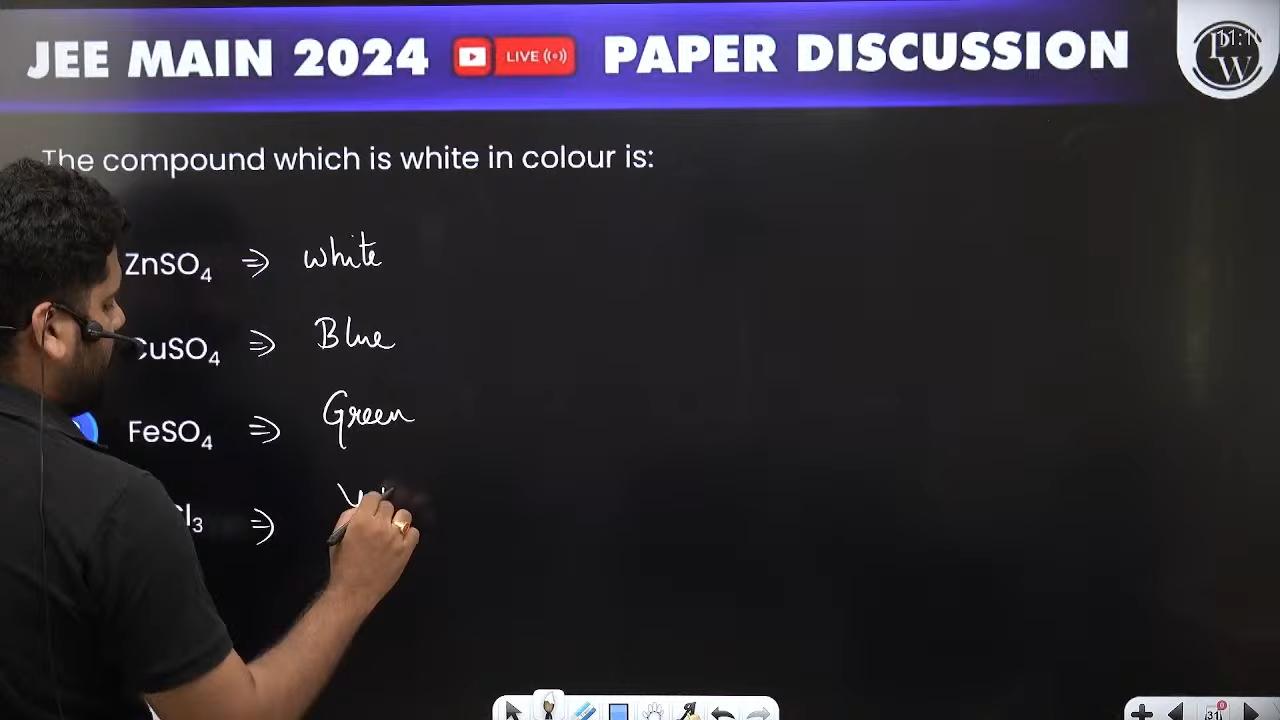 JEE MAIN 2024 LIVE PAPER DISCUSSION
The compound which is white in colour is:
ZnSO4 ⇒ white
CuSO4 ⇒ Blue
FeSO4 ⇒ Green
l3 ⇒